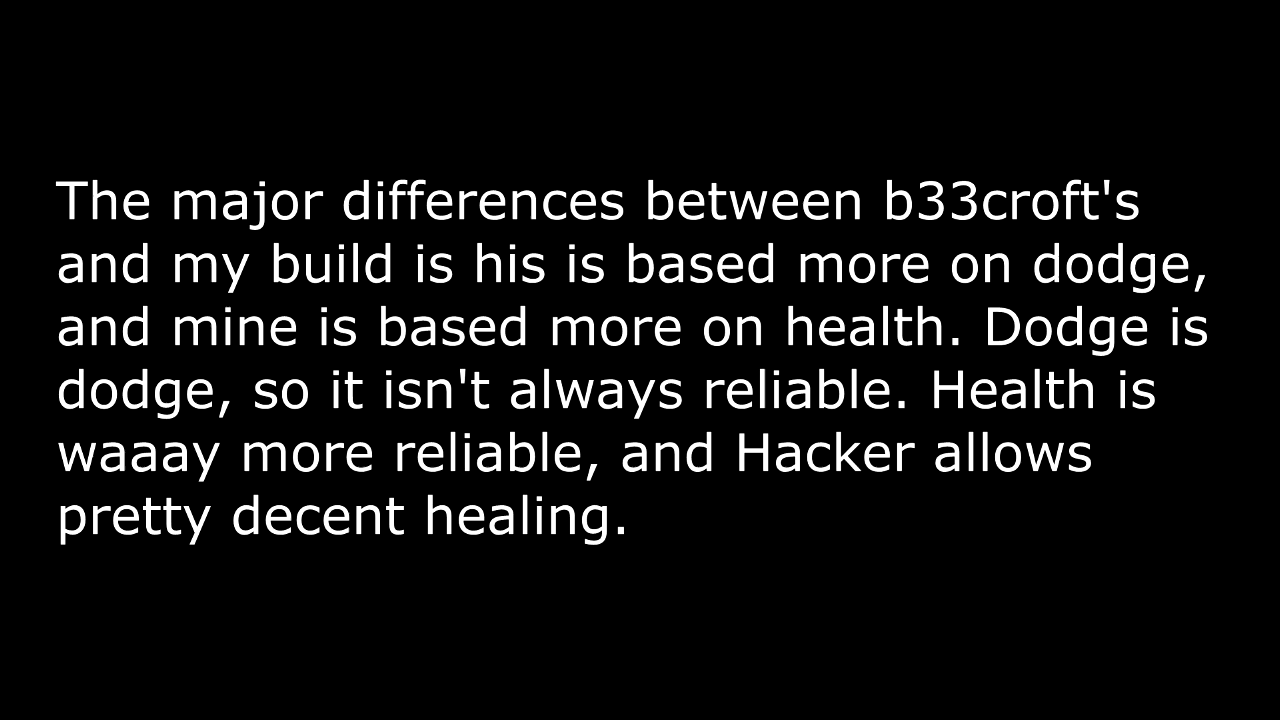 The major differences between b33croft's
and my build is his is based more on dodge,
and mine is based more on health. Dodge is
dodge, so it isn't always reliable. Health is
waaay more reliable, and Hacker allows
pretty decent healing.